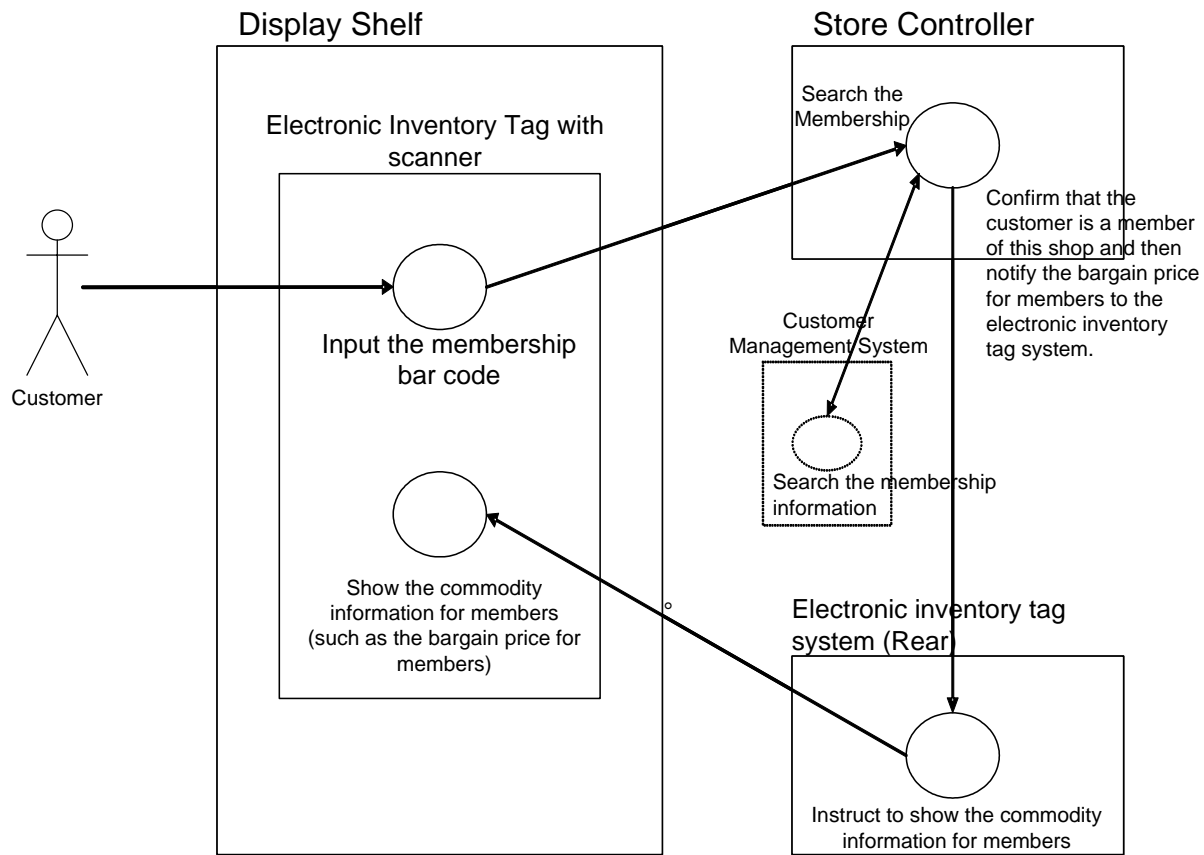 Display Shelf
Store Controller
Electronic Inventory Tag with
scanner
Search the
Membership
Customer
Input the membership
bar code
Confirm that the
customer is a member
of this shop and then
notify the bargain price
for members to the
electronic inventory
tag system.
Customer
Management System
Search the membership
information
Show the commodity
information for members
(such as the bargain price for
members)
Electronic inventory tag
system (Rear)
Instruct to show the commodity
information for members